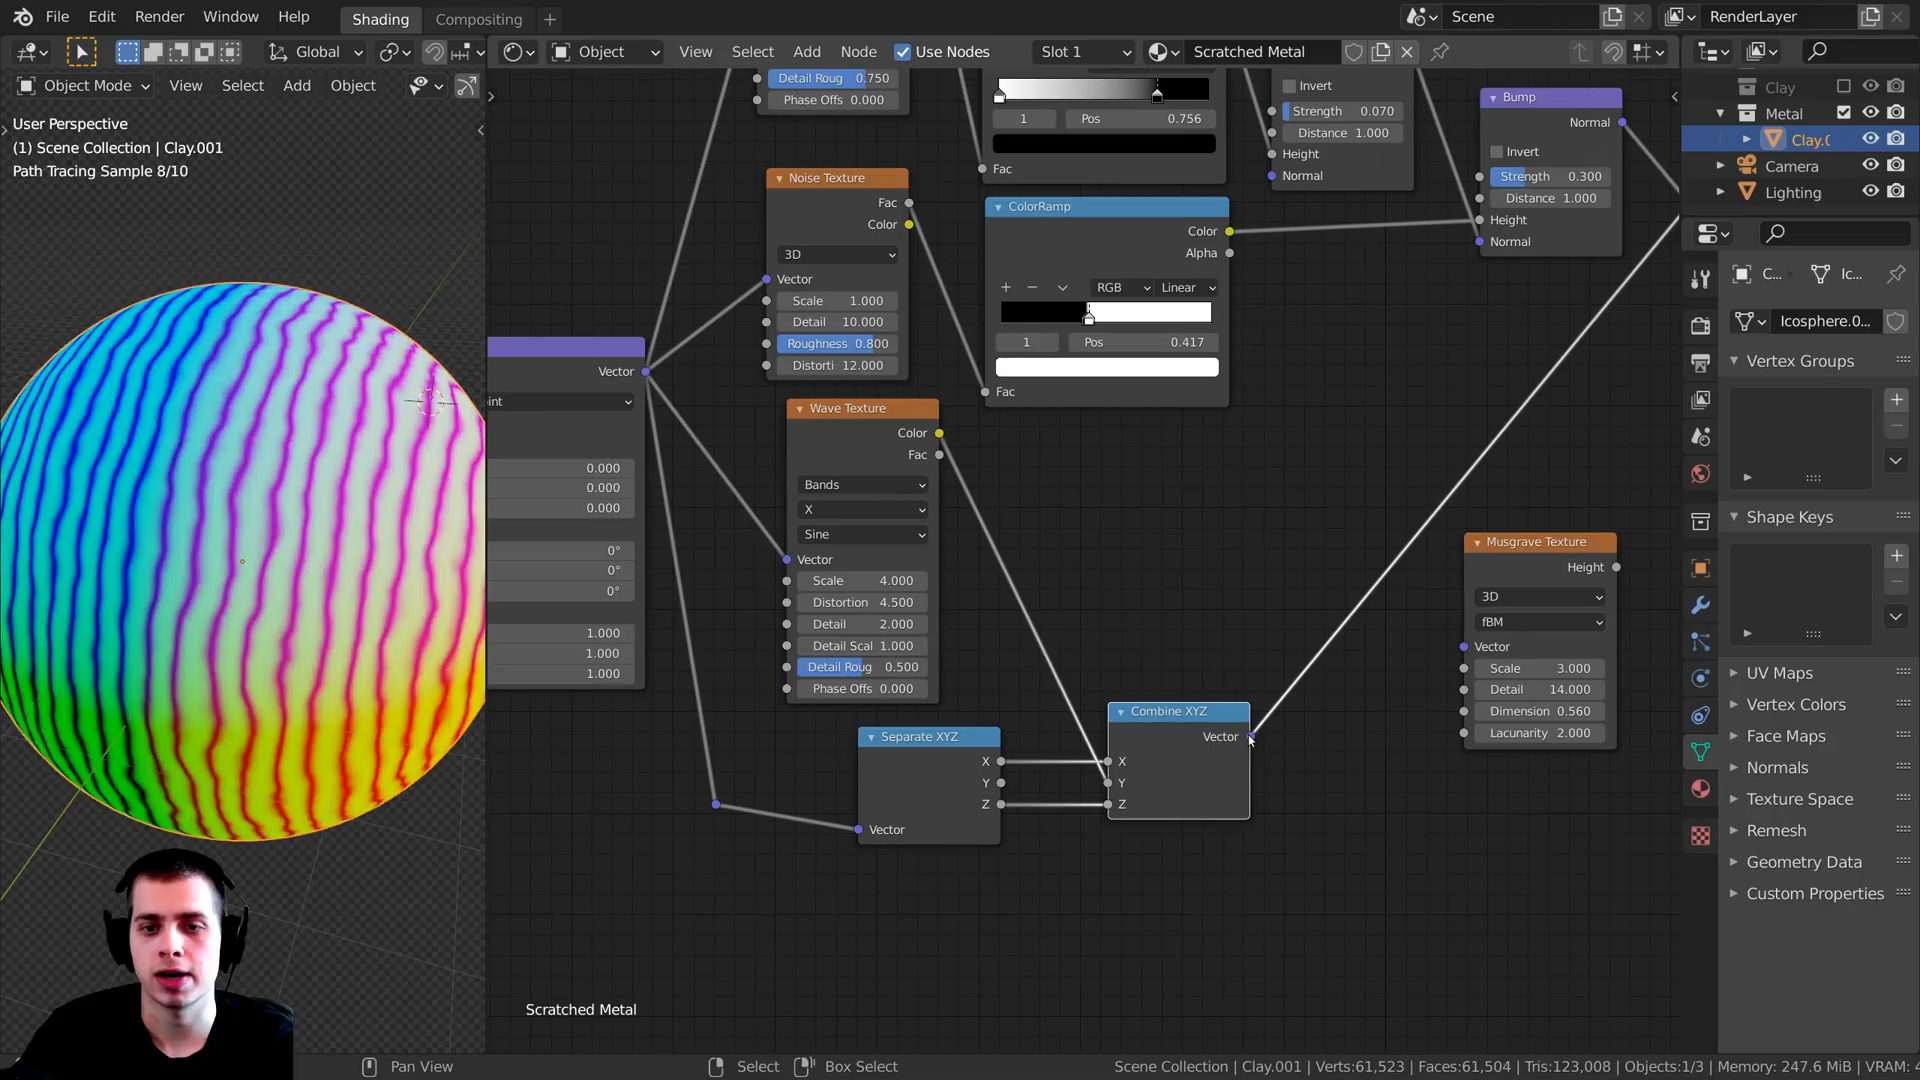 File Edit Render Window Help Shading Compositing + Scene RenderLayer
Global Object View Select Add Node Use Nodes Slot 1 Scratched Metal
Object Mode View Select Add Object
User Perspective
(1) Scene Collection | Clay.001
Path Tracing Sample 8/10
Detail Roug 0.750
Phase Offs 0.000
Noise Texture
Fac
Color
3D
Vector
Scale 1.000
Detail 10.000
Roughness 0.800
Distorti 12.000
Vector
int
0.000
0.000
0.000
0°
0°
0°
1.000
1.000
1.000
Wave Texture
Color
Fac
Bands
X
Sine
Vector
Scale 4.000
Distortion 4.500
Detail 2.000
Detail Scal 1.000
Detail Roug 0.500
Phase Offs 0.000
Separate XYZ
X
Y
Z
Vector
1 Pos 0.756
Fac
ColorRamp
Color
Alpha
+ − RGB Linear
1 Pos 0.417
Fac
Combine XYZ
Vector
X
Y
Z
Invert
Strength 0.070
Distance 1.000
Height
Normal
Bump
Normal
Invert
Strength 0.300
Distance 1.000
Height
Normal
Musgrave Texture
Height
3D
fBM
Vector
Scale 3.000
Detail 14.000
Dimension 0.560
Lacunarity 2.000
Scratched Metal
Clay
Metal
Clay.0
Camera
Lighting
C... Ic...
Icosphere.0...
Vertex Groups
Shape Keys
UV Maps
Vertex Colors
Face Maps
Normals
Texture Space
Remesh
Geometry Data
Custom Properties
Pan View Select Box Select Scene Collection | Clay.001 | Verts:61,523 | Faces:61,504 | Tris:123,008 | Objects:1/3 | Memory: 247.6 MiB | VRAM: 4